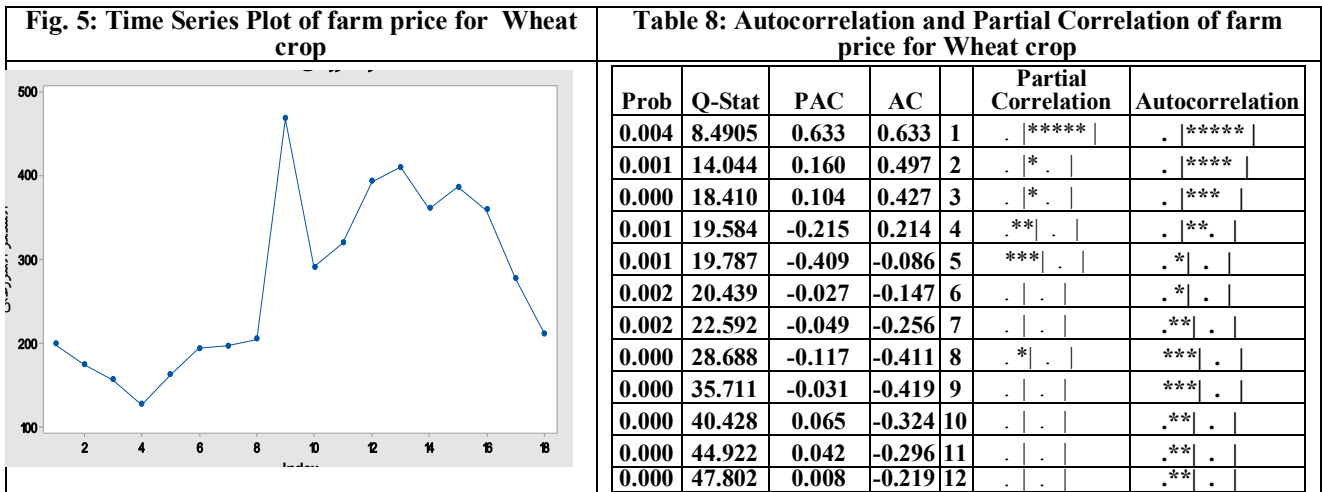 Fig. 5: Time Series Plot of farm price for Wheat
crop
500
400
300
200
100
2 4 6 8 10 12 14 16 18
Table 8: Autocorrelation and Partial Correlation of farm
price for Wheat crop
Prob Q-Stat PAC AC Partial Correlation Autocorrelation
0.004 8.4905 0.633 0.633 1 . |***** | . |***** |
0.001 14.044 0.160 0.497 2 . |* . | . |**** |
0.000 18.410 0.104 0.427 3 . |* . | . |*** |
0.001 19.584 -0.215 0.214 4 .**| . | . |**. |
0.001 19.787 -0.409 -0.086 5 ***| . | . *| . |
0.002 20.439 -0.027 -0.147 6 . | . | . *| . |
0.002 22.592 -0.049 -0.256 7 . | . | .**| . |
0.000 28.688 -0.117 -0.411 8 . *| . | ***| . |
0.000 35.711 -0.031 -0.419 9 . | . | ***| . |
0.000 40.428 0.065 -0.324 10 . | . | .**| . |
0.000 44.922 0.042 -0.296 11 . | . | .**| . |
0.000 47.802 0.008 -0.219 12 . | . | .**| . |